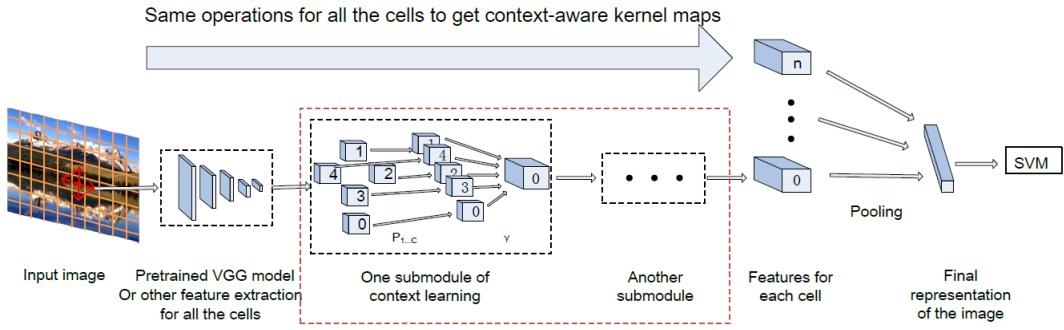 Same operations for all the cells to get context-aware kernel maps
n
1
1
4
4
2
2
0
3
3
0
0
P1...C
γ
0
SVM
Pooling
Input image
Pretrained VGG model
Or other feature extraction
for all the cells
One submodule of
context learning
Another
submodule
Features for
each cell
Final
representation
of the image